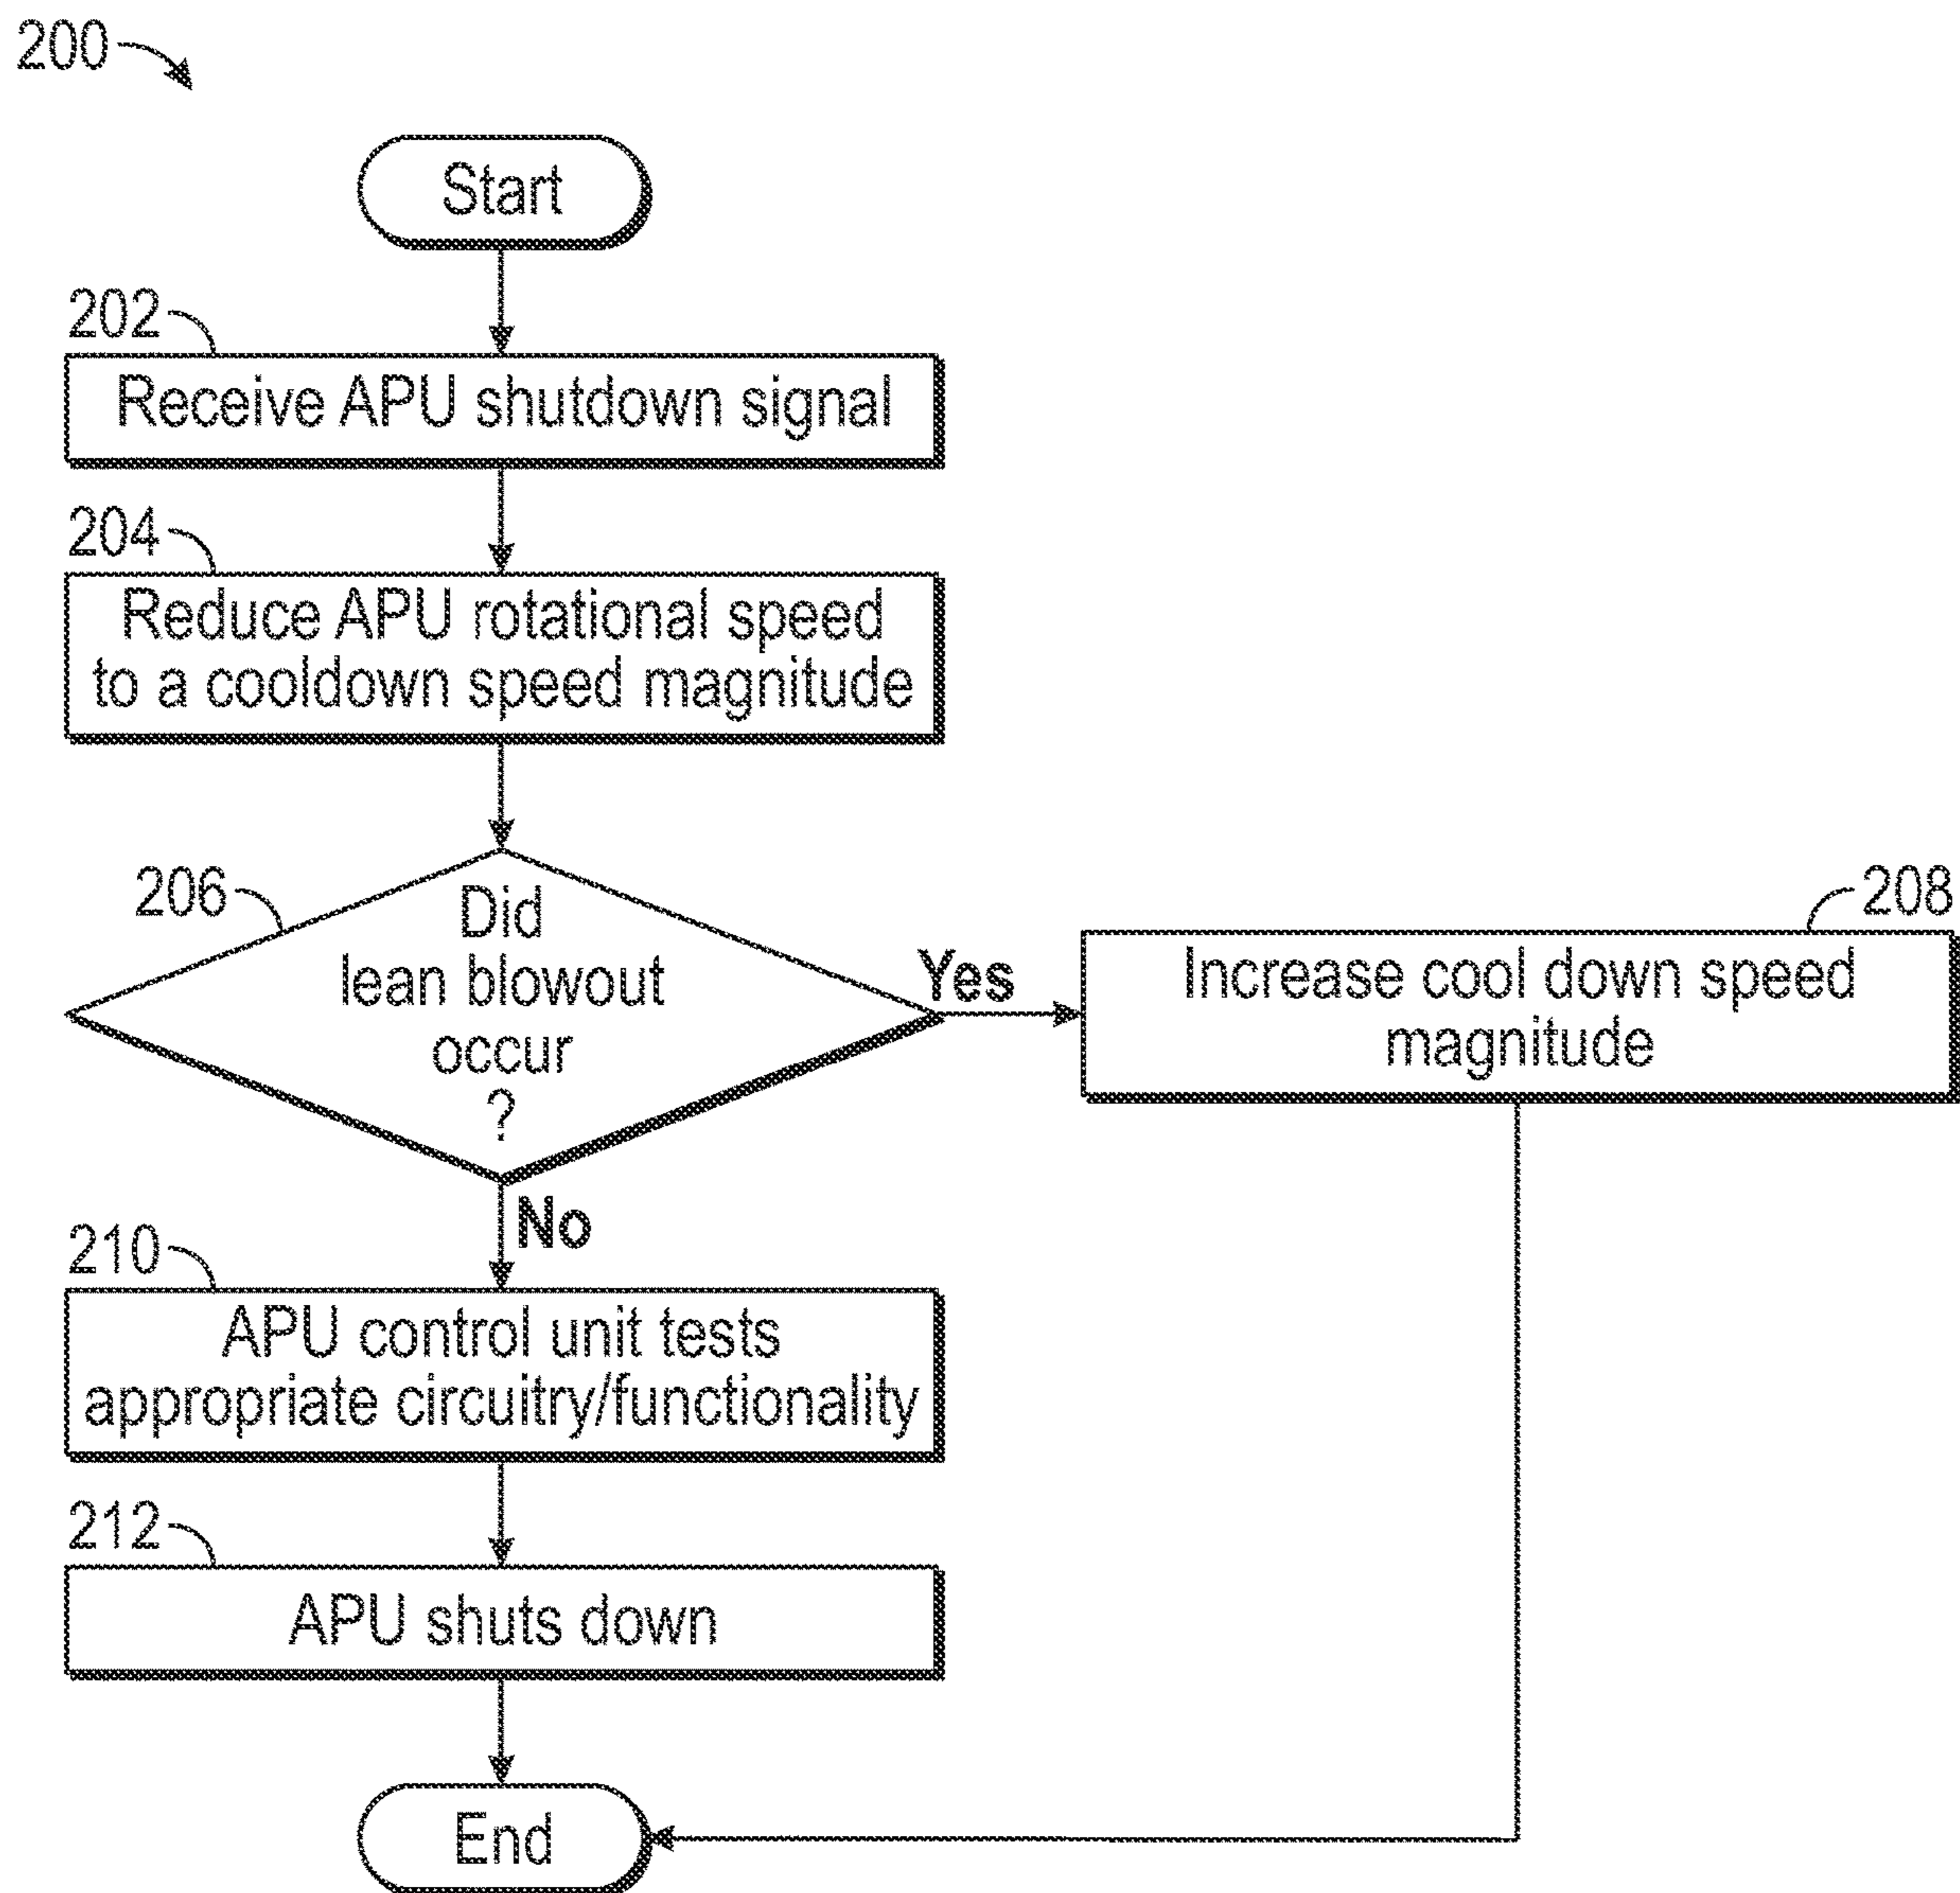 200
Start
202
Receive APU shutdown signal
204
Reduce APU rotational speed
to a cooldown speed magnitude
206
Did
lean blowout
occur
?
Yes
208
Increase cool down speed
magnitude
No
210
APU control unit tests
appropriate circuitry/functionality
212
APU shuts down
End